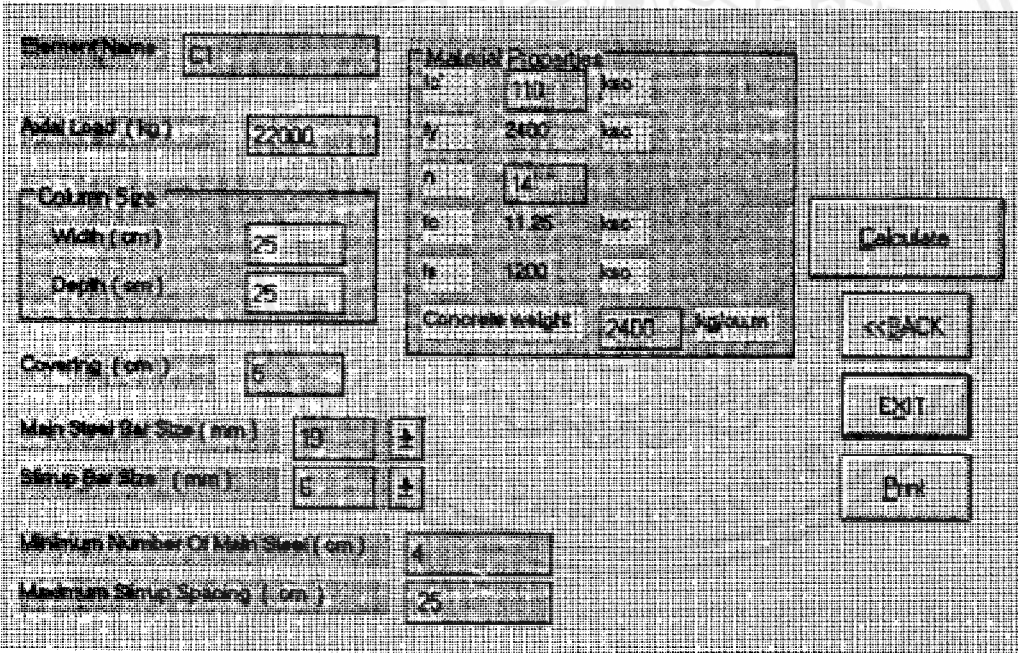 Element Name C1
Axial Load (kg) 22000
Column Size
Width (cm) 25
Depth (cm) 25
Covering (cm) 5
Main Steel Bar Size (mm) 19
Stirrup Bar Size (mm) 6
Minimum Number Of Main Steel (cm) 4
Maximum Stirrup Spacing (cm) 25
Material Properties
fc' 110 ksc
fy 2400 ksc
n 14
fc 11.25 ksc
fs 1200 ksc
Concrete weight 2400 kg/cu.m
Calculate
<<BACK
EXIT
Print